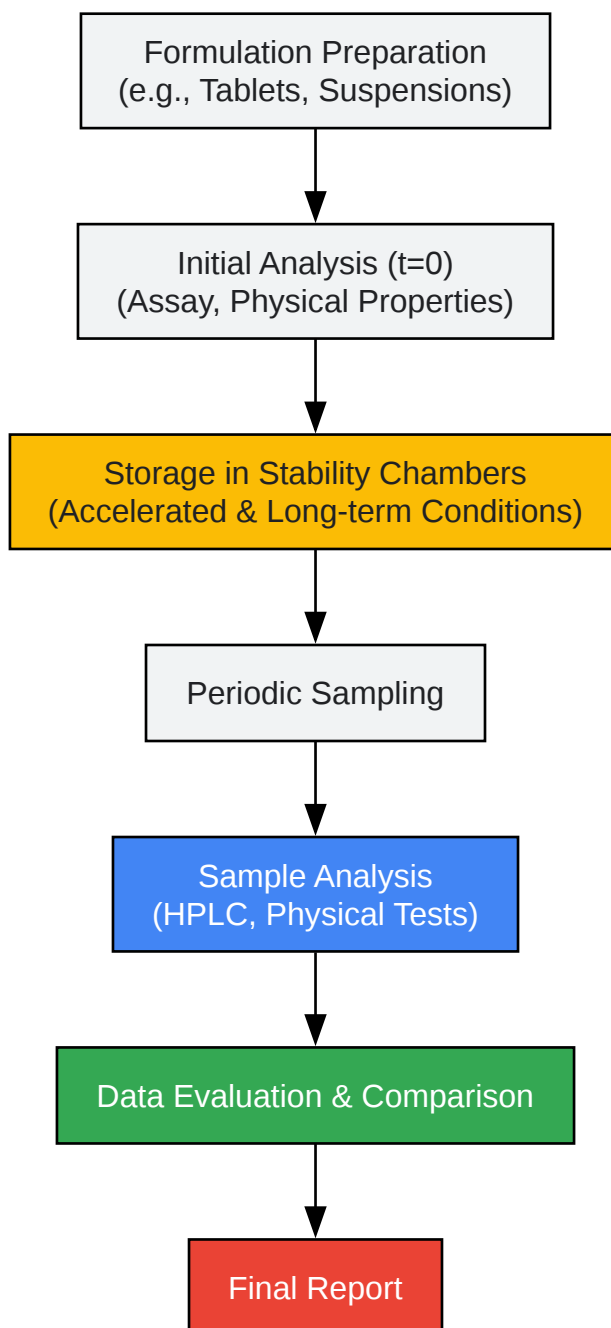 Formulation Preparation
(e.g., Tablets, Suspensions)
Initial Analysis (t=0)
(Assay, Physical Properties)
Storage in Stability Chambers
(Accelerated & Long-term Conditions)
Periodic Sampling
Sample Analysis
(HPLC, Physical Tests)
Data Evaluation & Comparison
Final Report